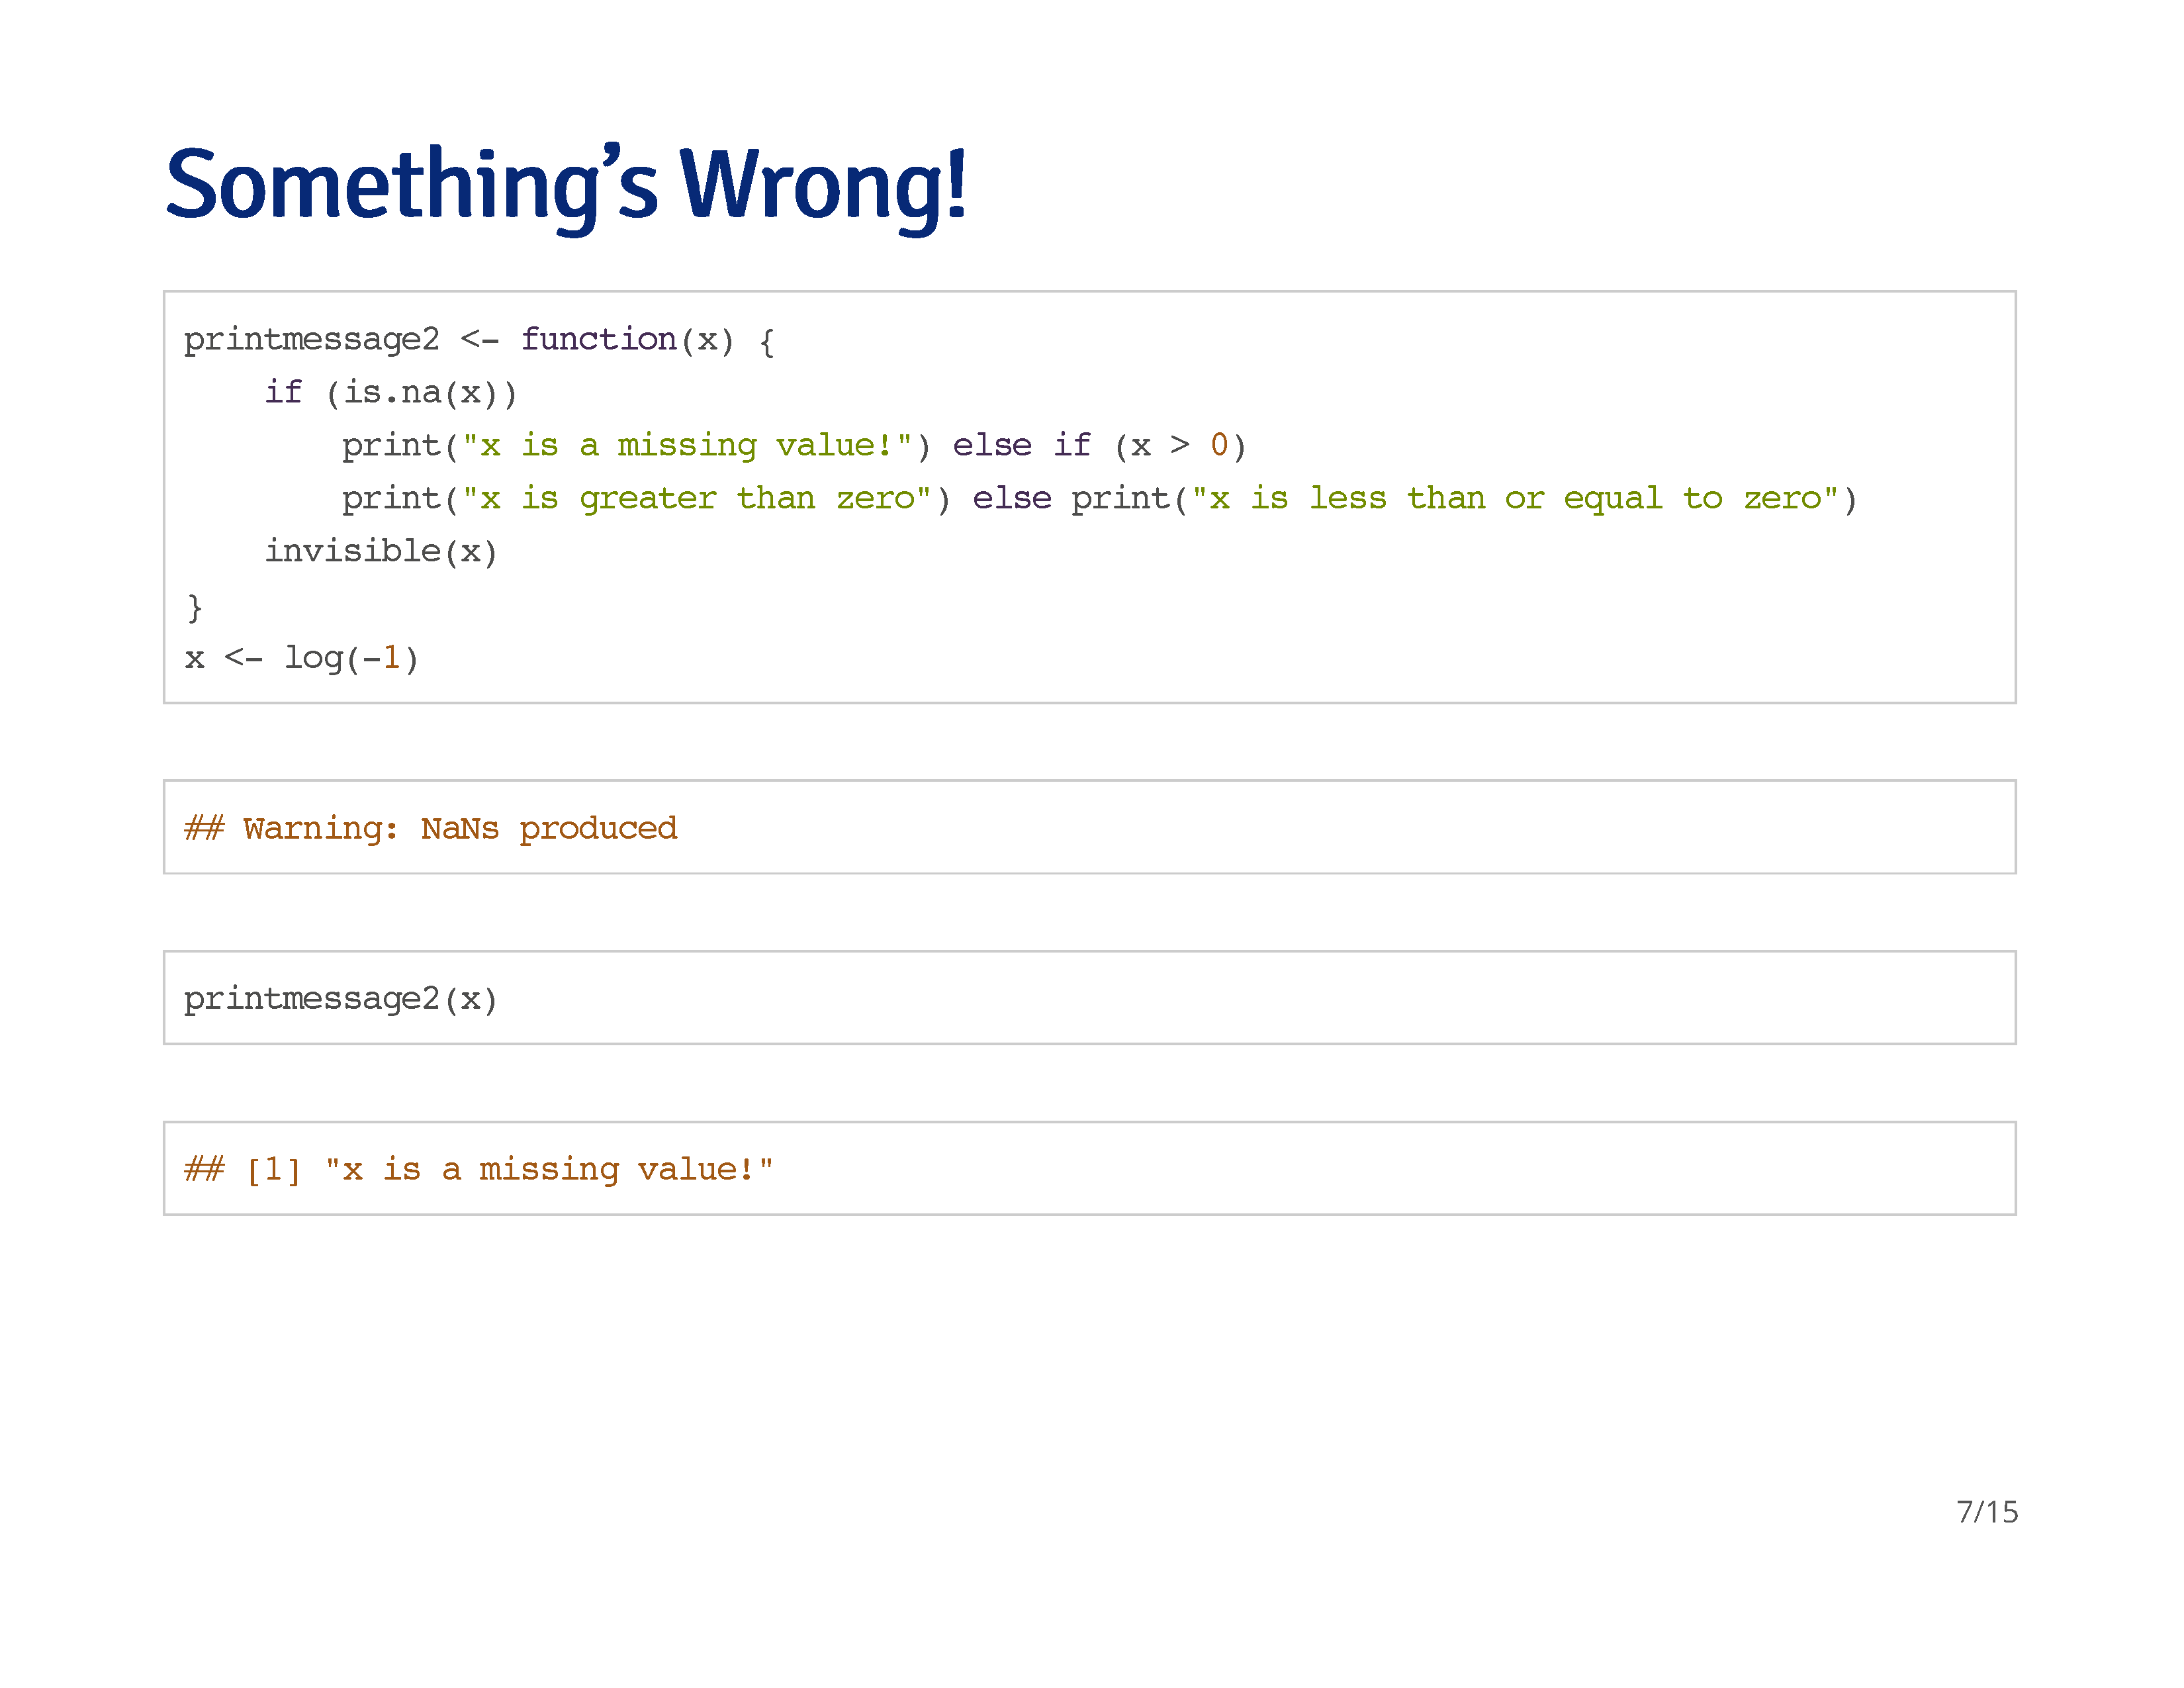 Something’s Wrong!
printmessage2 <- function(x) {
    if (is.na(x))
        print("x is a missing value!") else if (x > 0)
        print("x is greater than zero") else print("x is less than or equal to zero")
    invisible(x)
}
x <- log(-1)
## Warning: NaNs produced
printmessage2(x)
## [1] "x is a missing value!"
7/15